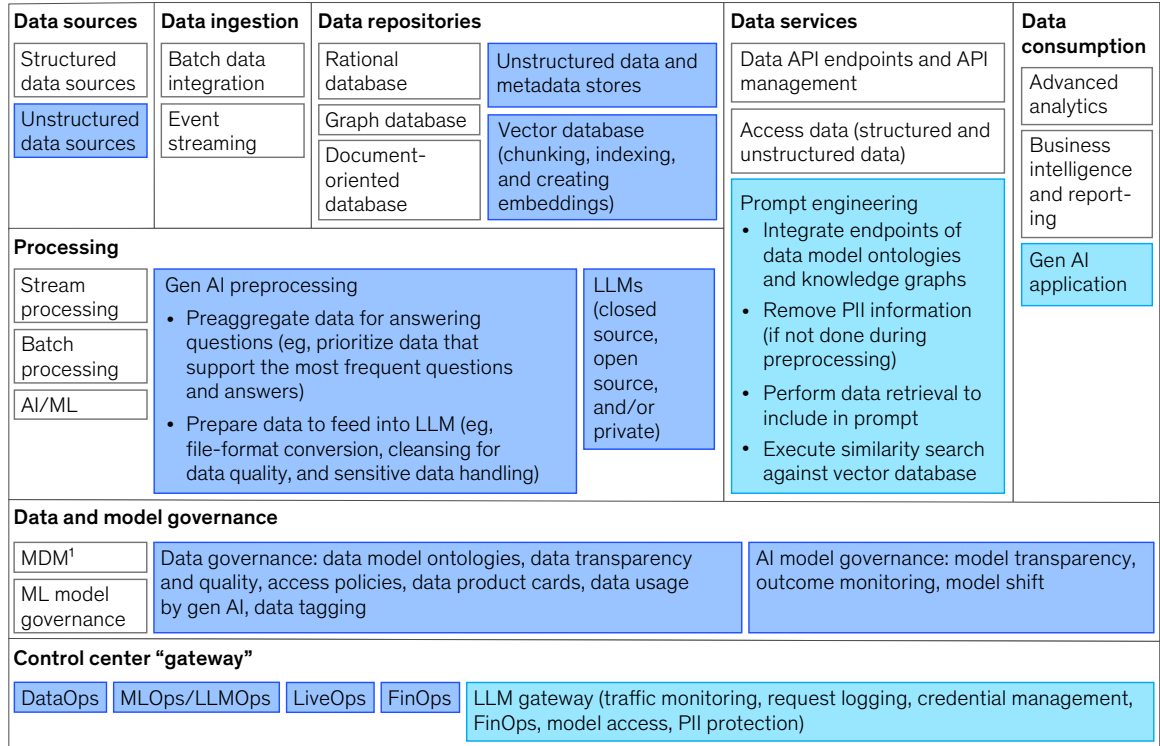 Data sources
Structured
data sources
Unstructured
data sources
Data ingestion
Batch data
integration
Event
streaming
Data repositories
Rational
database
Graph database
Document-
oriented
database
Unstructured data and
metadata stores
Vector database
(chunking, indexing,
and creating
embeddings)
Data services
Data API endpoints and API
management
Access data (structured and
unstructured data)
Prompt engineering
• Integrate endpoints of
data model ontologies
and knowledge graphs
• Remove PII information
(if not done during
preprocessing)
• Perform data retrieval to
include in prompt
• Execute similarity search
against vector database
Data
consumption
Advanced
analytics
Business
intelligence
and report-
ing
Gen AI
application
Processing
Stream
processing
Batch
processing
AI/ML
Gen AI preprocessing
• Preaggregate data for answering
questions (eg, prioritize data that
support the most frequent questions
and answers)
• Prepare data to feed into LLM (eg,
file-format conversion, cleansing for
data quality, and sensitive data handling)
LLMs
(closed
source,
open
source,
and/or
private)
Data and model governance
MDM¹
ML model
governance
Data governance: data model ontologies, data transparency
and quality, access policies, data product cards, data usage
by gen AI, data tagging
AI model governance: model transparency,
outcome monitoring, model shift
Control center “gateway”
DataOps
MLOps/LLMOps
LiveOps
FinOps
LLM gateway (traffic monitoring, request logging, credential management,
FinOps, model access, PII protection)